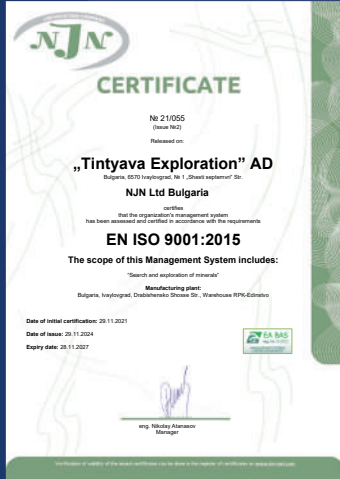 NJN
CERTIFICATE
№ 21/055
(Issue №2)
Released on:
„Tintyava Exploration” AD
Bulgaria, 6570 Ivaylovgrad, № 1 „Shesti septemvri” Str.
NJN Ltd Bulgaria
certifies
that the organization's management system
has been assessed and certified in accordance with the requirements
EN ISO 9001:2015
The scope of this Management System includes:
"Search and exploration of minerals"
Manufacturing plant:
Bulgaria, Ivaylovgrad, Drabishensko Shosse Str., Warehouse RPK-Edinstvo
Date of initial certification: 29.11.2021
Date of issue: 29.11.2024
Expiry date: 28.11.2027
EA BAS
eng. Nikolay Atanasov
Manager